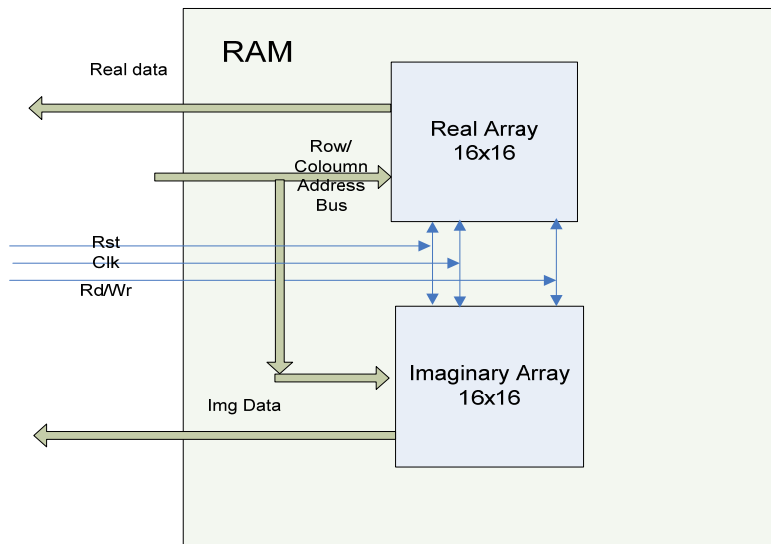 RAM
Real data
Real Array
16x16
Row/
Coloumn
Address
Bus
Rst
Clk
Rd/Wr
Imaginary Array
16x16
Img Data